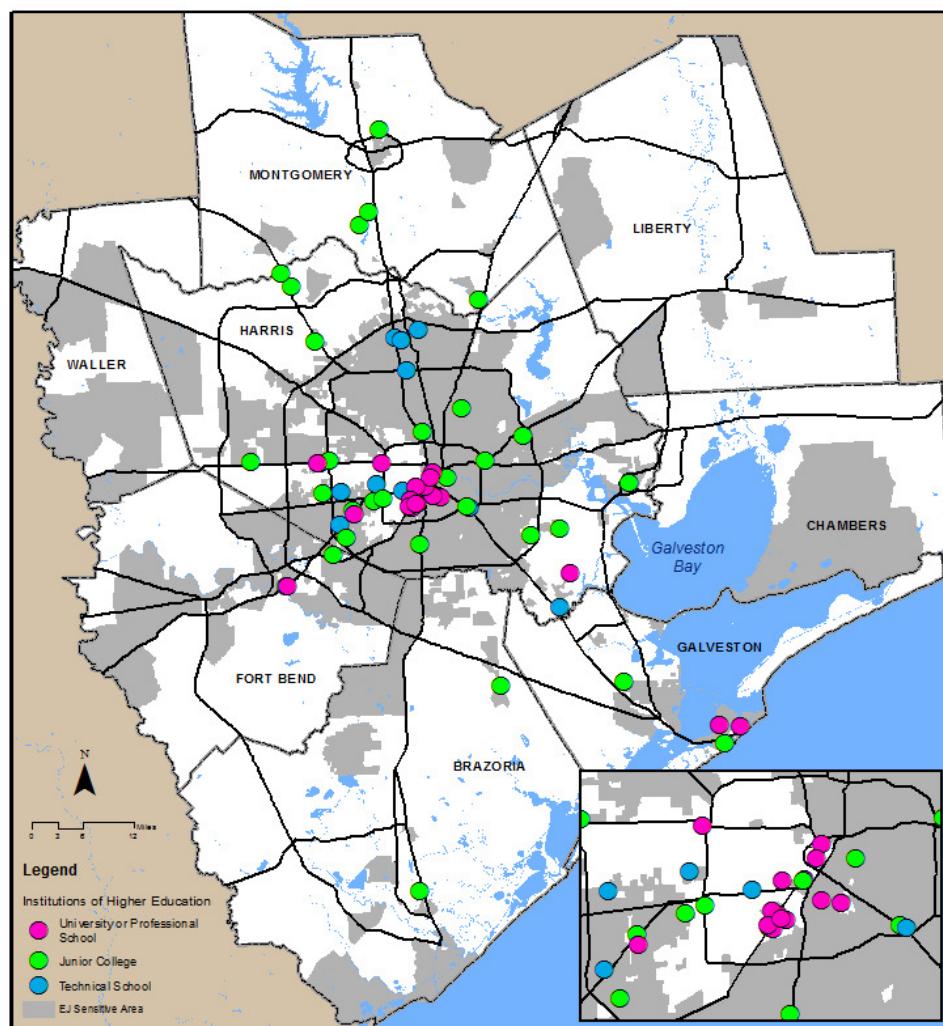 MONTGOMERY
LIBERTY
HARRIS
WALLER
CHAMBERS
Galveston
Bay
GALVESTON
FORT BEND
BRAZORIA
N
0 3 6 12 Miles
Legend
Institutions of Higher Education
University or Professional
School
Junior College
Technical School
EJ Sensitive Area